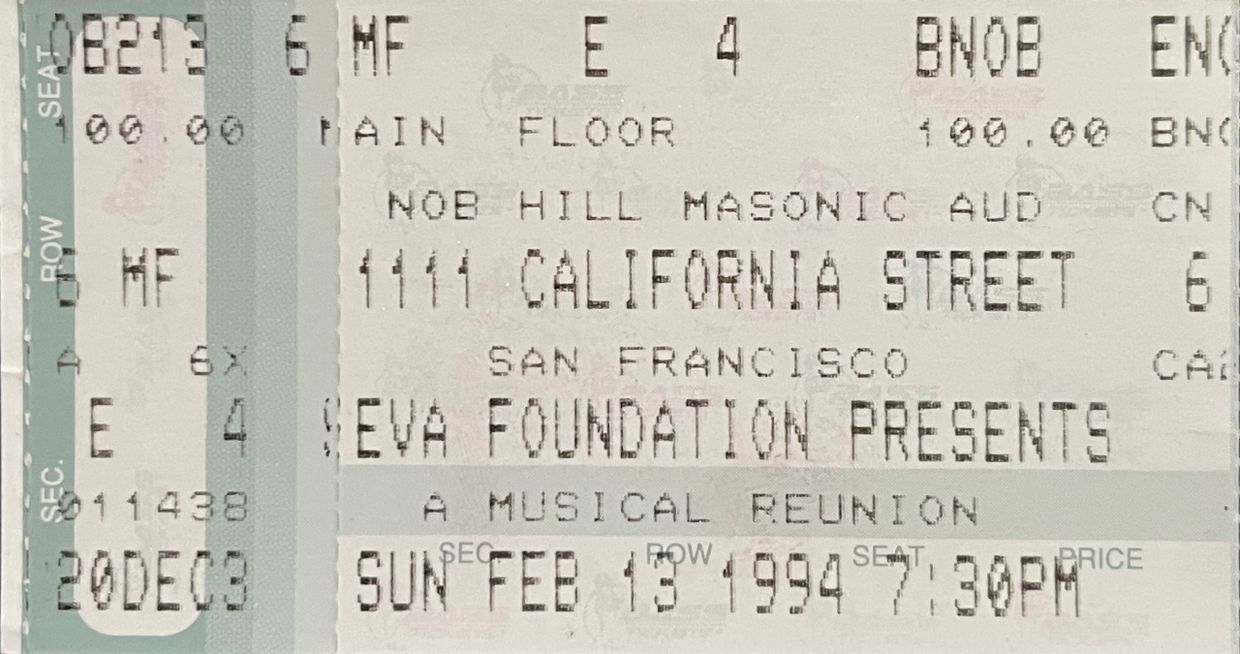 0B213 6 MF E 4 BNOB
100.00 MAIN FLOOR 100.00
NOB HILL MASONIC AUD CN
6 MF 1111 CALIFORNIA STREET 6
A 6X SAN FRANCISCO
E 4 SEVA FOUNDATION PRESENTS
011438 A MUSICAL REUNION
SEC ROW SEAT PRICE
20DEC3 SUN FEB 13 1994 7:30PM
SEAT
ROW
SEC.